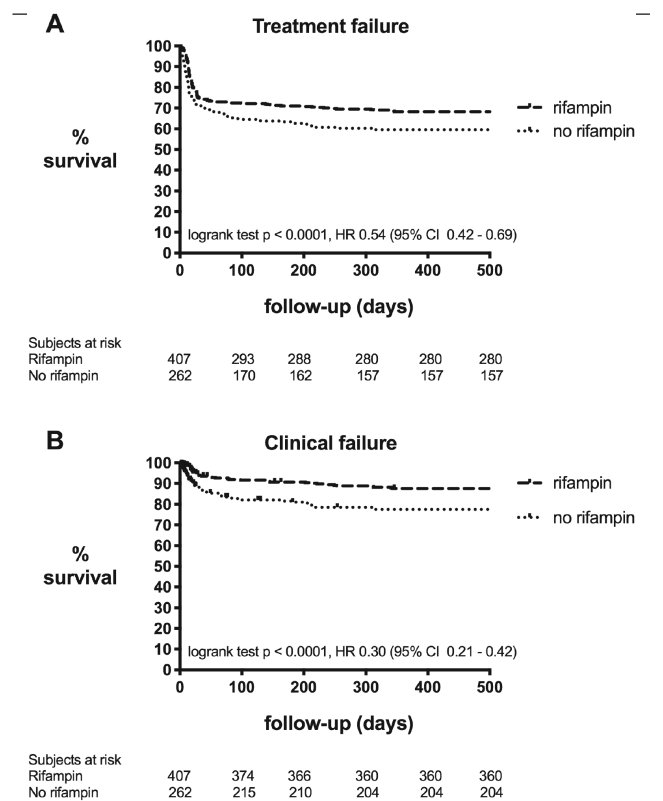 A
Treatment failure
100
90
80
70
60
50
40
30
20
10
0
% survival
rifampin
no rifampin
logrank test p < 0.0001, HR 0.54 (95% CI 0.42 - 0.69)
0 100 200 300 400 500
follow-up (days)
Subjects at risk
Rifampin 407 293 288 280 280 280
No rifampin 262 170 162 157 157 157
B
Clinical failure
100
90
80
70
60
50
40
30
20
10
0
% survival
rifampin
no rifampin
logrank test p < 0.0001, HR 0.30 (95% CI 0.21 - 0.42)
0 100 200 300 400 500
follow-up (days)
Subjects at risk
Rifampin 407 374 366 360 360 360
No rifampin 262 215 210 204 204 204